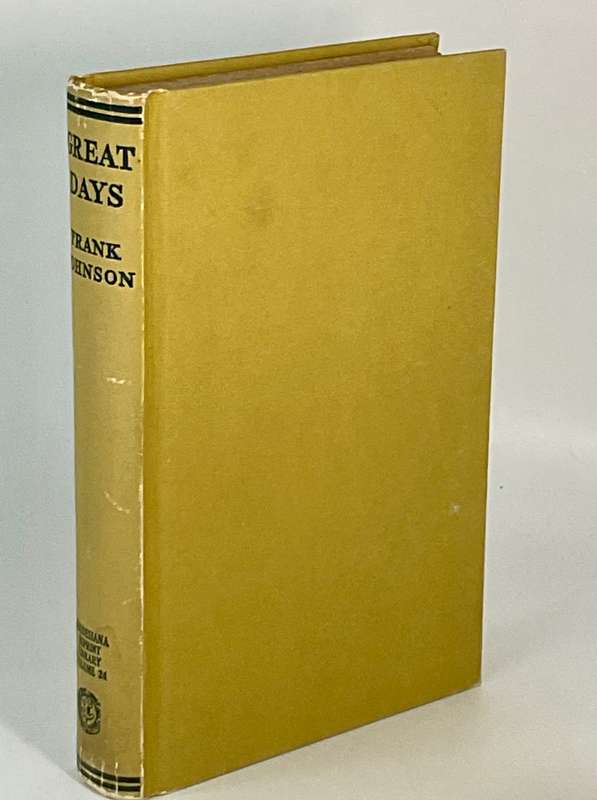 GREAT
DAYS
FRANK
JOHNSON
RHODESIANA
REPRINT
LIBRARY
VOLUME 24